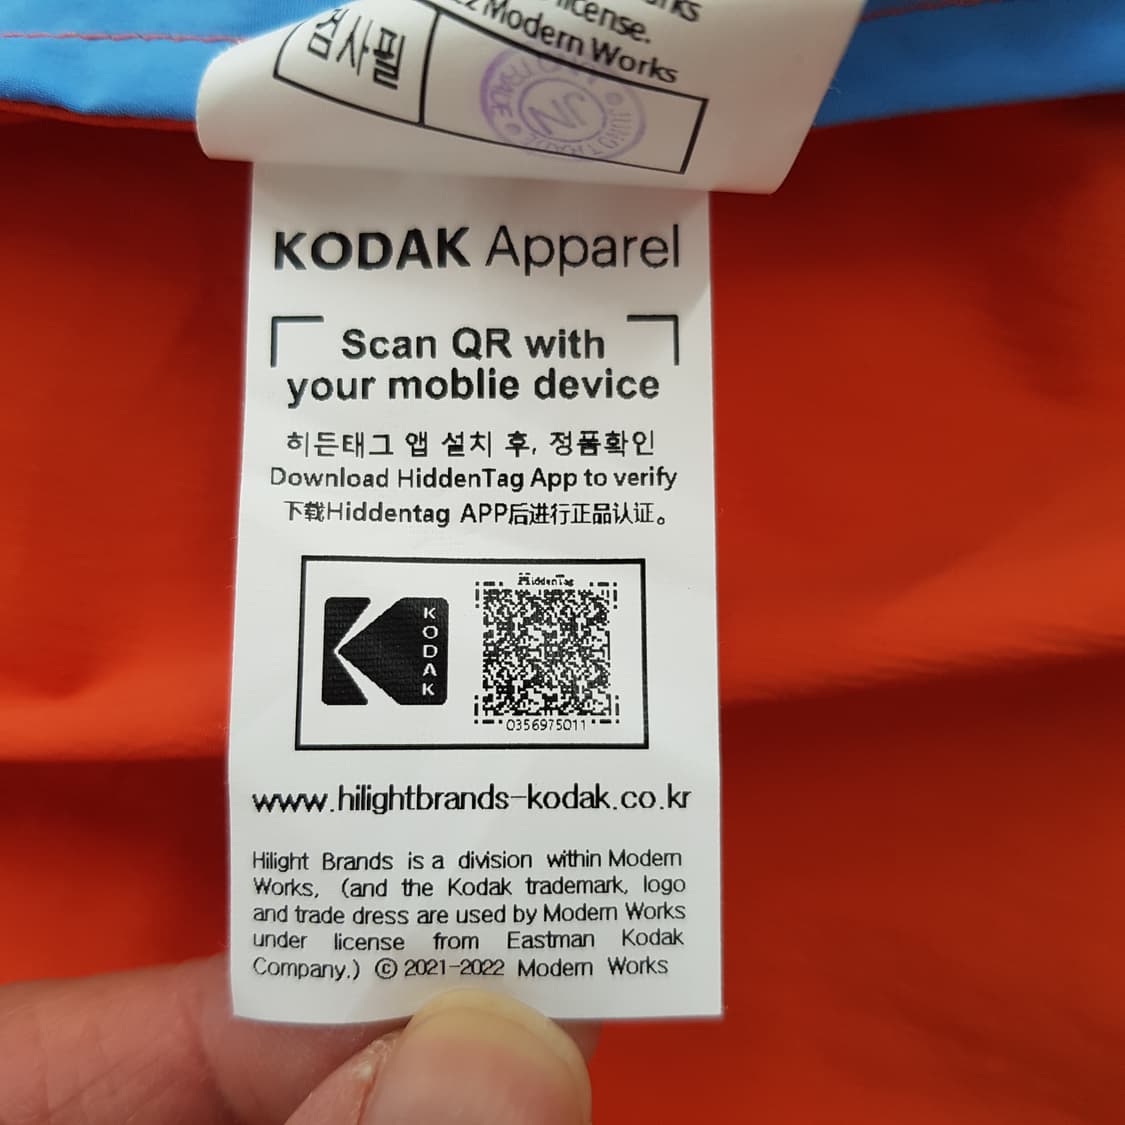 rks
license.
Modern Works
검사필
TRADE
JN
KODAK Apparel
Scan QR with
your moblie device
히든태그 앱 설치 후, 정품확인
Download HiddenTag App to verify
下载Hiddentag APP后进行正品认证。
HiddenTag
KODAK
0356975011
www.hilightbrands-kodak.co.kr
Hilight Brands is a division within Modern
Works, (and the Kodak trademark, logo
and trade dress are used by Modern Works
under license from Eastman Kodak
Company.) © 2021-2022 Modern Works